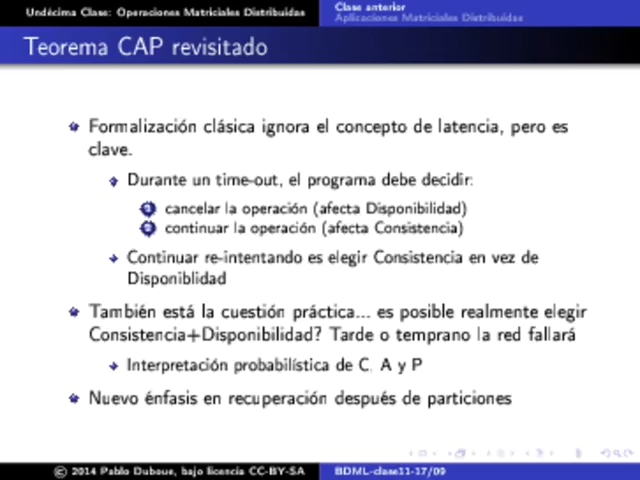 Undécima Clase: Operaciones Matriciales Distribuidas
Clase anterior
Aplicaciones Matriciales Distribuidas
Teorema CAP revisitado
Formalización clásica ignora el concepto de latencia, pero es
clave.
Durante un time-out, el programa debe decidir:
1 cancelar la operación (afecta Disponibilidad)
2 continuar la operación (afecta Consistencia)
Continuar re-intentando es elegir Consistencia en vez de
Disponiblidad
También está la cuestión práctica... es posible realmente elegir
Consistencia+Disponibilidad? Tarde o temprano la red fallará
Interpretación probabilística de C, A y P
Nuevo énfasis en recuperación después de particiones
© 2014 Pablo Duboue, bajo licencia CC-BY-SA
BDML-clase11-17/09